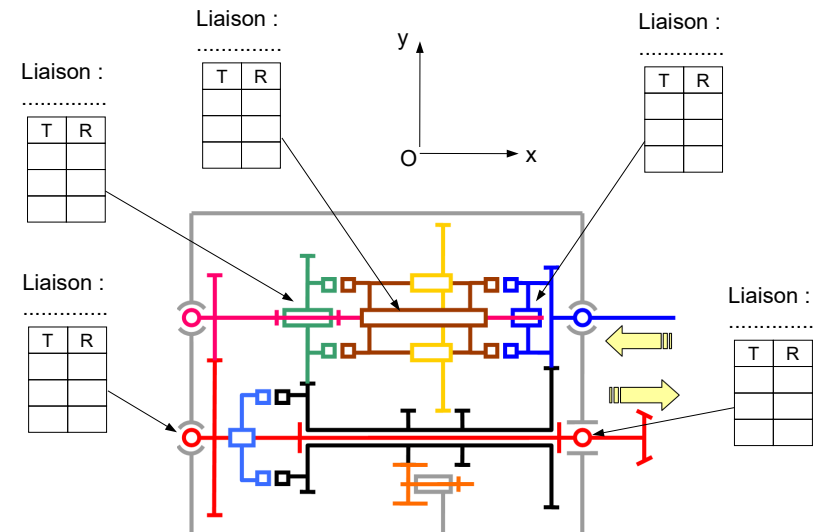 Liaison :
..............
T R
Liaison :
..............
T R
Liaison :
..............
T R
y
O
x
Liaison :
..............
T R
Liaison :
..............
T R